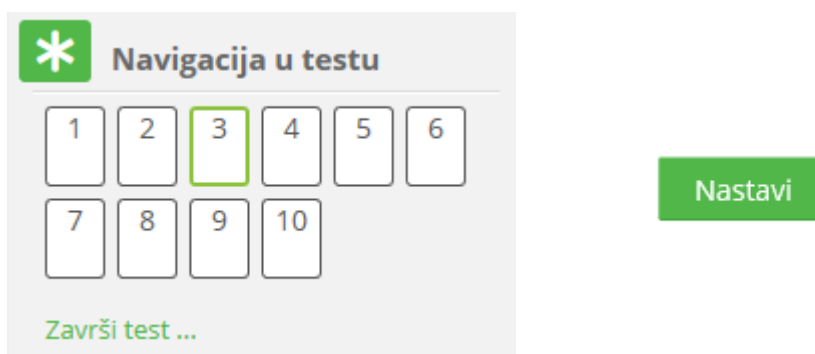 Navigacija u testu
1 2 3 4 5 6
7 8 9 10
Završi test ...
Nastavi